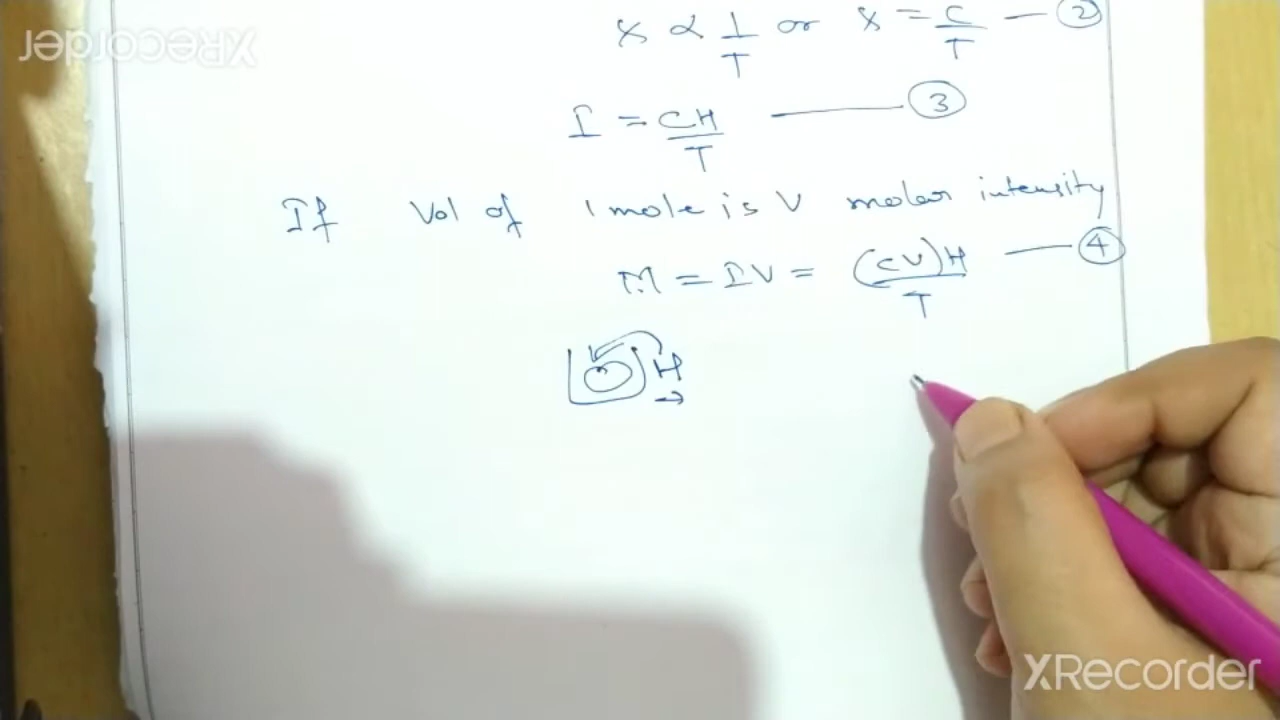 XRecorder
x ∝ 1/T or x = C/T — ②
I = CH/T — ③
If Vol of 1 mole is V molar intensity
M = IV = (CV)H/T — ④
H
XRecorder